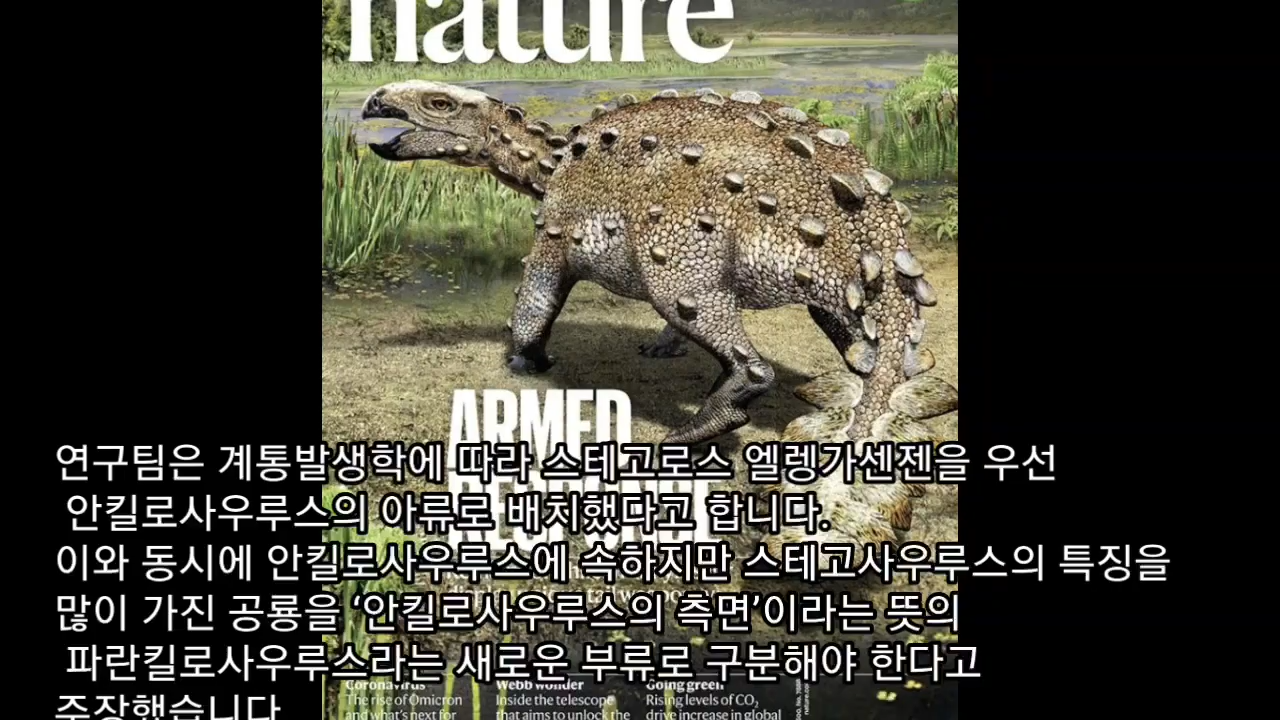 nature
ARMED
RESPONSE
연구팀은 계통발생학에 따라 스테고로스 엘렝가센젠을 우선
안킬로사우루스의 아류로 배치했다고 합니다.
이와 동시에 안킬로사우루스에 속하지만 스테고사우루스의 특징을
많이 가진 공룡을 ‘안킬로사우루스의 측면’이라는 뜻의
파란킬로사우루스라는 새로운 부류로 구분해야 한다고
주장했습니다
Coronavirus
The rise of Omicron
and what's next for
Webb wonder
Inside the telescope
that aims to unlock the
Going green
Rising levels of CO₂
drive increase in global